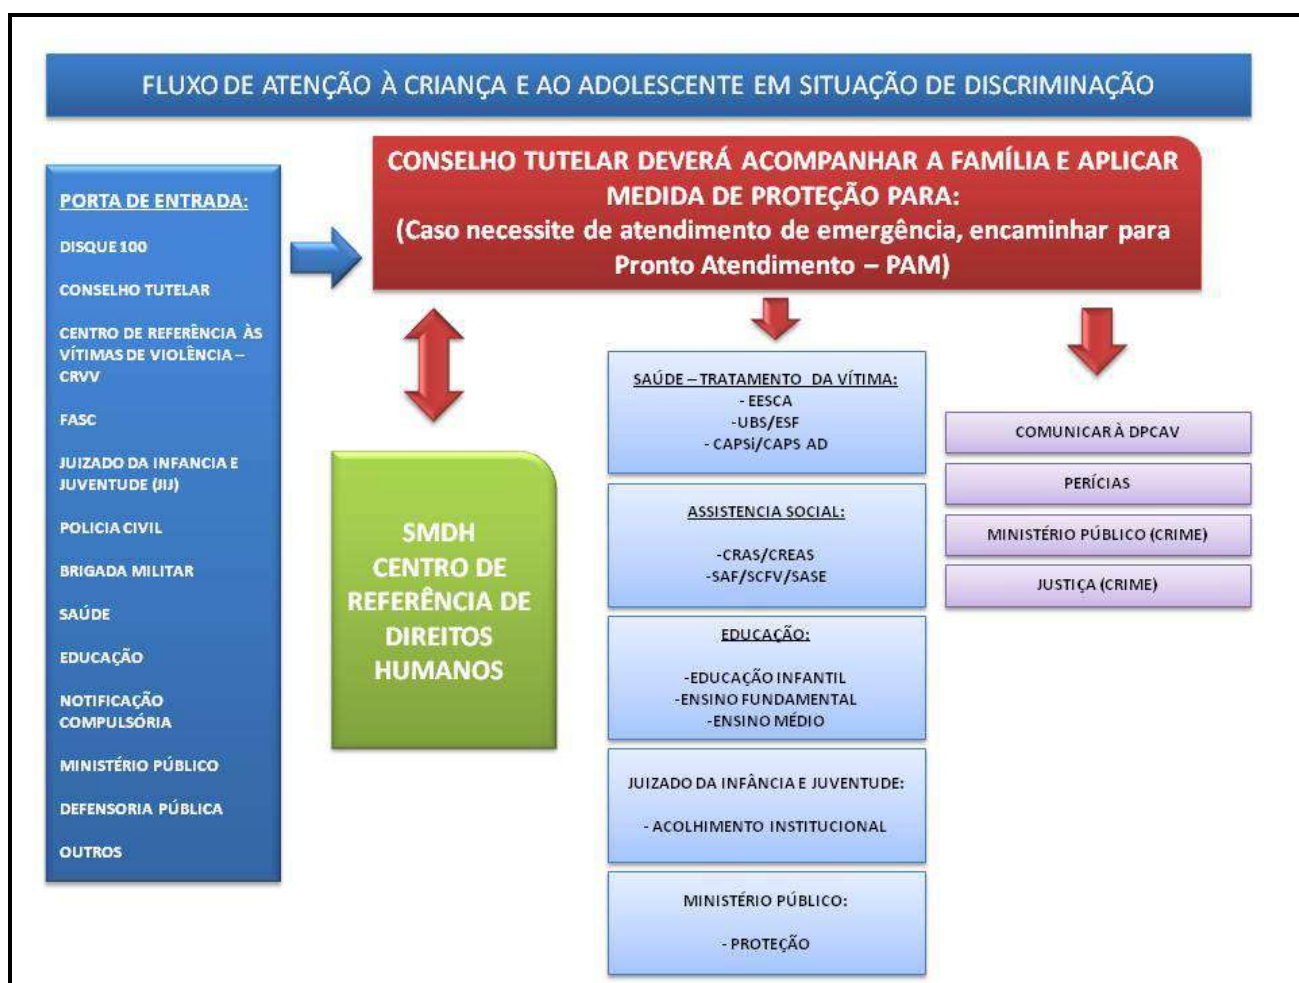 FLUXO DE ATENÇÃO À CRIANÇA E AO ADOLESCENTE EM SITUAÇÃO DE DISCRIMINAÇÃO
PORTA DE ENTRADA:
DISQUE 100
CONSELHO TUTELAR
CENTRO DE REFERÊNCIA ÀS
VÍTIMAS DE VIOLÊNCIA –
CRVV
FASC
JUIZADO DA INFANCIA E
JUVENTUDE (JIJ)
POLICIA CIVIL
BRIGADA MILITAR
SAÚDE
EDUCAÇÃO
NOTIFICAÇÃO
COMPULSÓRIA
MINISTÉRIO PÚBLICO
DEFENSORIA PÚBLICA
OUTROS
CONSELHO TUTELAR DEVERÁ ACOMPANHAR A FAMÍLIA E APLICAR
MEDIDA DE PROTEÇÃO PARA:
(Caso necessite de atendimento de emergência, encaminhar para
Pronto Atendimento – PAM)
SMDH
CENTRO DE
REFERÊNCIA DE
DIREITOS
HUMANOS
SAÚDE – TRATAMENTO DA VÍTIMA:
- EESCA
-UBS/ESF
- CAPSi/CAPS AD
ASSISTENCIA SOCIAL:
-CRAS/CREAS
-SAF/SCFV/SASE
EDUCAÇÃO:
-EDUCAÇÃO INFANTIL
-ENSINO FUNDAMENTAL
-ENSINO MÉDIO
JUIZADO DA INFÂNCIA E JUVENTUDE:
- ACOLHIMENTO INSTITUCIONAL
MINISTÉRIO PÚBLICO:
- PROTEÇÃO
COMUNICAR À DPCAV
PERÍCIAS
MINISTÉRIO PÚBLICO (CRIME)
JUSTIÇA (CRIME)